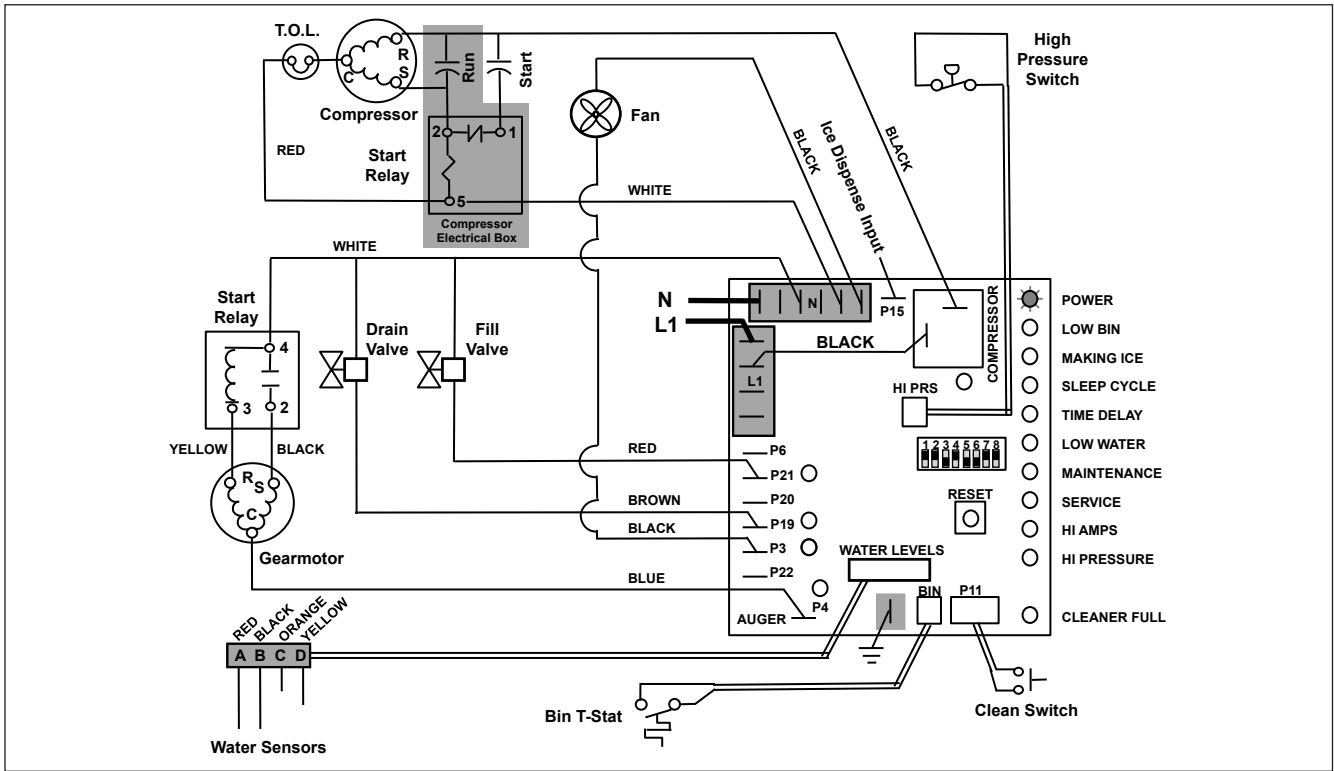 T.O.L.
R
S
C
Compressor
Run
Start
High
Pressure
Switch
Fan
2
1
Start
Relay
5
Compressor
Electrical Box
RED
WHITE
BLACK
Ice Dispense Input
BLACK
WHITE
Start
Relay
4
3
2
YELLOW
BLACK
R
S
C
Gearmotor
Drain
Valve
Fill
Valve
N
L1
N
L1
P15
BLACK
COMPRESSOR
HI PRS
1 2 3 4 5 6 7 8
RESET
POWER
LOW BIN
MAKING ICE
SLEEP CYCLE
TIME DELAY
LOW WATER
MAINTENANCE
SERVICE
HI AMPS
HI PRESSURE
CLEANER FULL
RED
BROWN
BLACK
BLUE
P6
P21
P20
P19
P3
P22
P4
AUGER
WATER LEVELS
BIN
P11
RED
BLACK
ORANGE
YELLOW
A B C D
Water Sensors
Bin T-Stat
Clean Switch